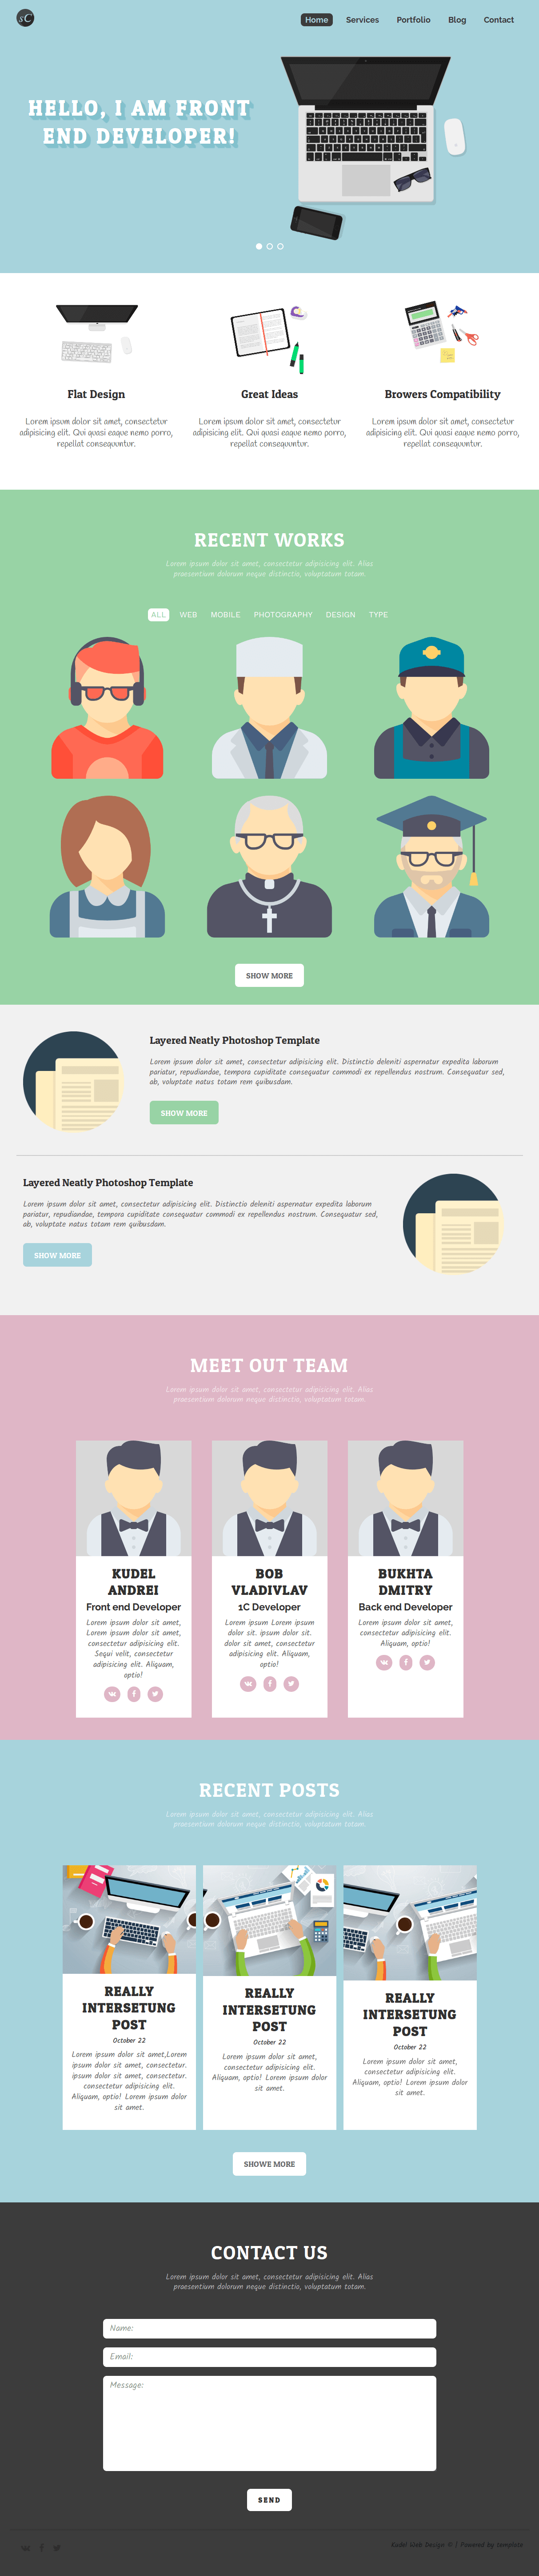 sC
Home Services Portfolio Blog Contact
HELLO, I AM FRONT
END DEVELOPER!
Flat Design
Lorem ipsum dolor sit amet, consectetur
adipisicing elit. Qui quasi eaque nemo porro,
repellat consequuntur.
Great Ideas
Lorem ipsum dolor sit amet, consectetur
adipisicing elit. Qui quasi eaque nemo porro,
repellat consequuntur.
Browers Compatibility
Lorem ipsum dolor sit amet, consectetur
adipisicing elit. Qui quasi eaque nemo porro,
repellat consequuntur.
RECENT WORKS
Lorem ipsum dolor sit amet, consectetur adipisicing elit. Alias
praesentium dolorum neque distinctio, voluptatum totam.
ALL WEB MOBILE PHOTOGRAPHY DESIGN TYPE
SHOW MORE
Layered Neatly Photoshop Template
Lorem ipsum dolor sit amet, consectetur adipisicing elit. Distinctio deleniti aspernatur expedita laborum
pariatur, repudiandae, tempora cupiditate consequatur commodi ex repellendus nostrum. Consequatur sed,
ab, voluptate natus totam rem quibusdam.
SHOW MORE
Layered Neatly Photoshop Template
Lorem ipsum dolor sit amet, consectetur adipisicing elit. Distinctio deleniti aspernatur expedita laborum
pariatur, repudiandae, tempora cupiditate consequatur commodi ex repellendus nostrum. Consequatur sed,
ab, voluptate natus totam rem quibusdam.
SHOW MORE
MEET OUT TEAM
Lorem ipsum dolor sit amet, consectetur adipisicing elit. Alias
praesentium dolorum neque distinctio, voluptatum totam.
KUDEL
ANDREI
Front end Developer
Lorem ipsum dolor sit amet,
Lorem ipsum dolor sit amet,
consectetur adipisicing elit.
Sequi velit, consectetur
adipisicing elit. Aliquam,
optio!
BOB
VLADIVLAV
1C Developer
Lorem ipsum Lorem ipsum
dolor sit. ipsum dolor sit.
dolor sit amet, consectetur
adipisicing elit. Aliquam,
optio!
BUKHTA
DMITRY
Back end Developer
Lorem ipsum dolor sit amet,
consectetur adipisicing elit.
Aliquam, optio!
RECENT POSTS
Lorem ipsum dolor sit amet, consectetur adipisicing elit. Alias
praesentium dolorum neque distinctio, voluptatum totam.
REALLY
INTERSETUNG
POST
October 22
Lorem ipsum dolor sit amet,Lorem
ipsum dolor sit amet, consectetur.
ipsum dolor sit amet, consectetur.
consectetur adipisicing elit.
Aliquam, optio! Lorem ipsum dolor
sit amet.
REALLY
INTERSETUNG
POST
October 22
Lorem ipsum dolor sit amet,
consectetur adipisicing elit.
Aliquam, optio! Lorem ipsum dolor
sit amet.
REALLY
INTERSETUNG
POST
October 22
Lorem ipsum dolor sit amet,
consectetur adipisicing elit.
Aliquam, optio! Lorem ipsum dolor
sit amet.
SHOWE MORE
CONTACT US
Lorem ipsum dolor sit amet, consectetur adipisicing elit. Alias
praesentium dolorum neque distinctio, voluptatum totam.
Name:
Email:
Message:
SEND
Kudel Web Design © | Powered by template